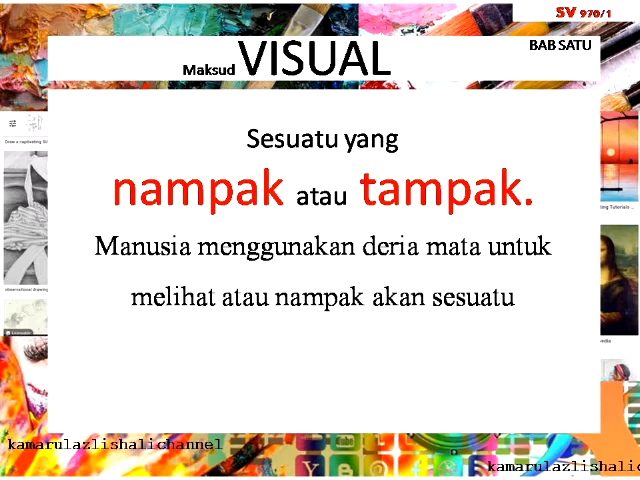 SV 970/1
BAB SATU
Maksud VISUAL
Sesuatu yang
nampak atau tampak.
Manusia menggunakan deria mata untuk
melihat atau nampak akan sesuatu
kamarulazlishalichannel
kamarulazlishalic